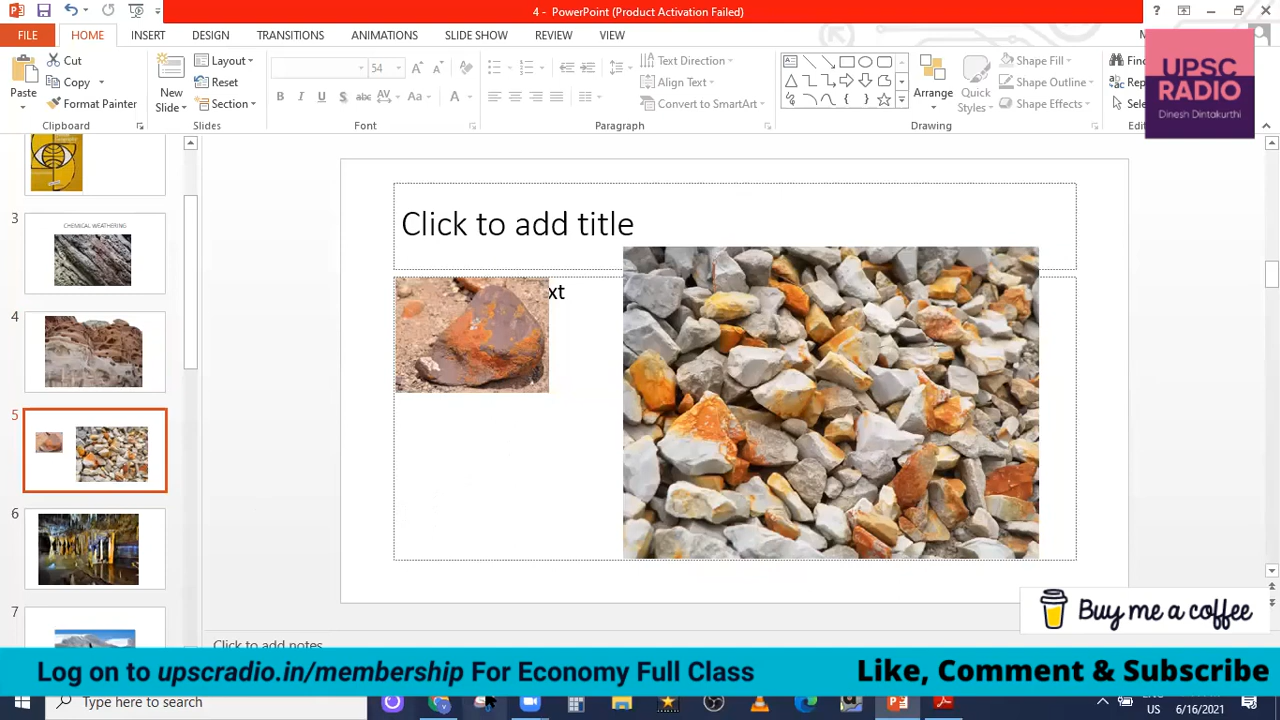 4 - PowerPoint (Product Activation Failed)
FILE
HOME
INSERT
DESIGN
TRANSITIONS
ANIMATIONS
SLIDE SHOW
REVIEW
VIEW
Paste
Cut
Copy
Format Painter
Clipboard
New
Slide
Layout
Reset
Section
Slides
54
B I U S abc AV Aa A
Font
Text Direction
Align Text
Convert to SmartArt
Paragraph
Arrange
Quick
Styles
Shape Fill
Shape Outline
Shape Effects
Drawing
UPSC
RADIO
Dinesh Dintakurthi
3
CHEMICAL WEATHERING
4
5
6
7
Click to add title
xt
Click to add notes
Buy me a coffee
Log on to upscradio.in/membership For Economy Full Class
Like, Comment & Subscribe
Type here to search
6/16/2021